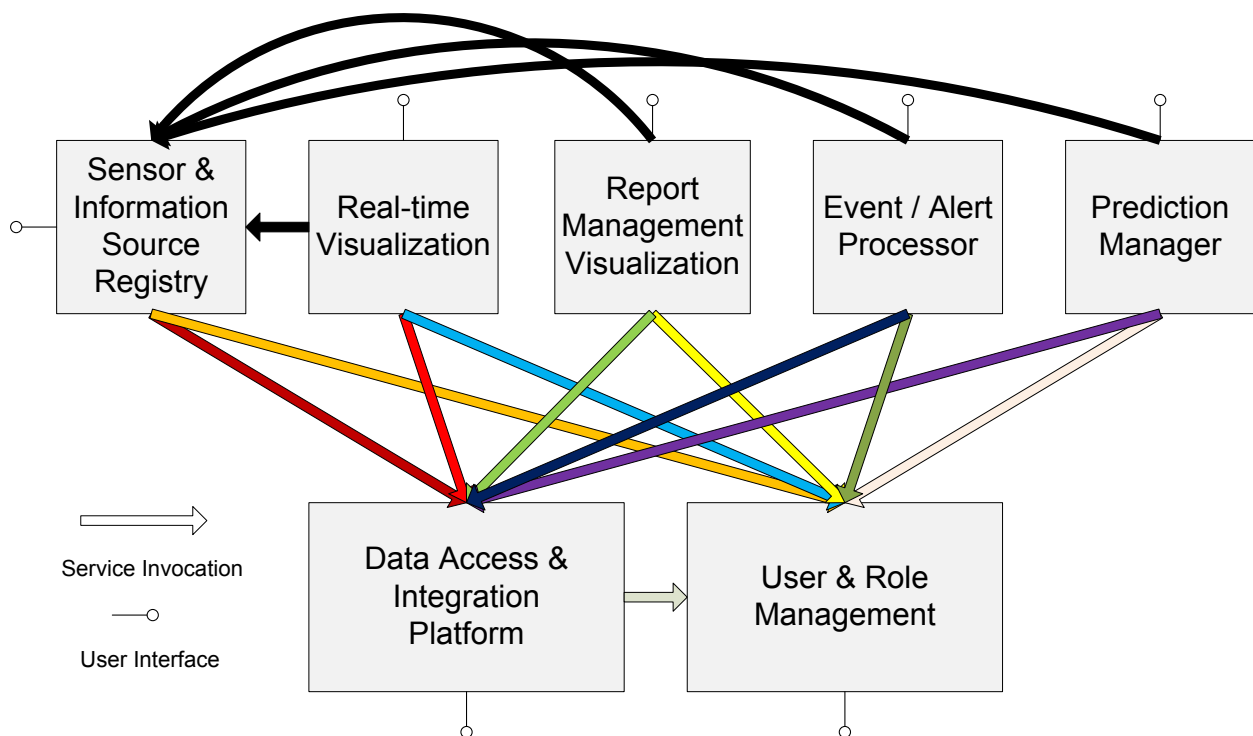 Sensor &
Information
Source
Registry
Real-time
Visualization
Report
Management
Visualization
Event / Alert
Processor
Prediction
Manager
Service Invocation
User Interface
Data Access &
Integration
Platform
User & Role
Management